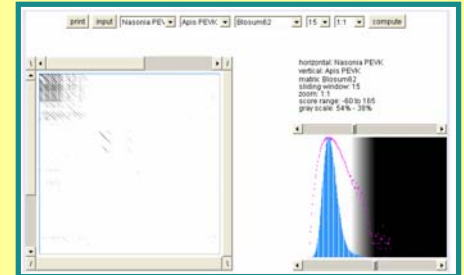 print input Nasonia PEV Apis PEVK Blosum62 15 1:1 compute
horizontal: Nasonia PEVK
vertical: Apis PEVK
matrix: Blosum62
sliding window: 15
zoom: 1:1
score range: -60 to 165
gray scale: 54% - 38%